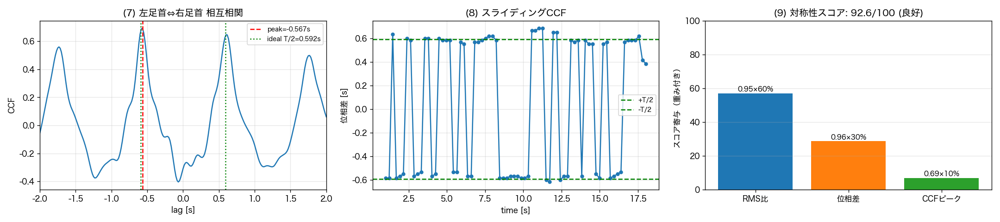 (7) 左足首⇔右足首 相互相関
peak=-0.567s
ideal T/2=0.592s
CCF
0.6
0.4
0.2
0.0
-0.2
-0.4
-2.0 -1.5 -1.0 -0.5 0.0 0.5 1.0 1.5 2.0
lag [s]
(8) スライディングCCF
位相差 [s]
0.6
0.4
0.2
0.0
-0.2
-0.4
-0.6
+T/2
-T/2
2.5 5.0 7.5 10.0 12.5 15.0 17.5
time [s]
(9) 対称性スコア: 92.6/100 (良好)
スコア寄与（重み付き）
100
80
60
40
20
0
0.95×60%
0.96×30%
0.69×10%
RMS比 位相差 CCFピーク